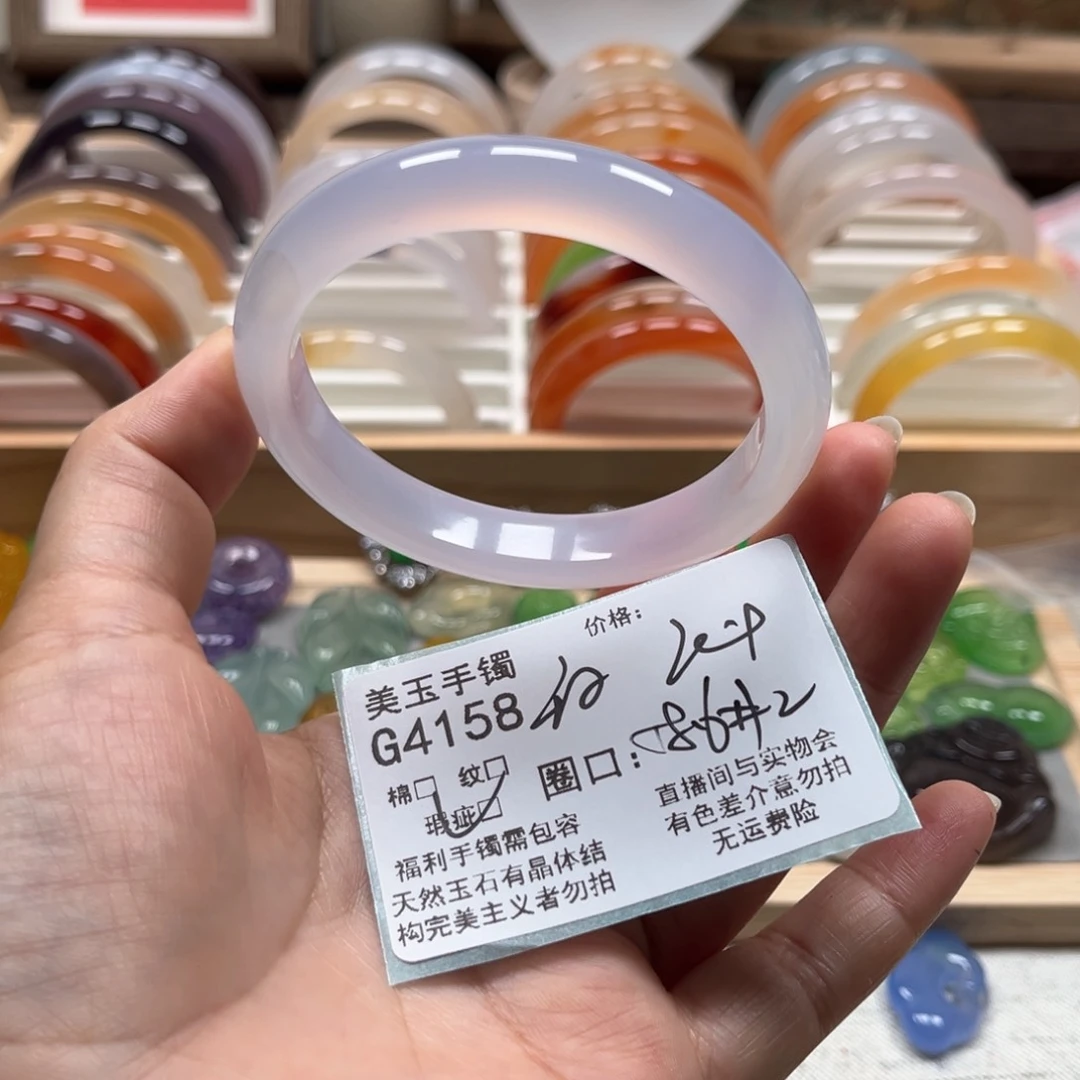 价格:
美玉手镯
G4158
棉□ 纹□
圈口: 586#2
瑕疵□
直播间与实物会
有色差介意勿拍
无运费险
福利手镯需包容
天然玉石有晶体结
构完美主义者勿拍